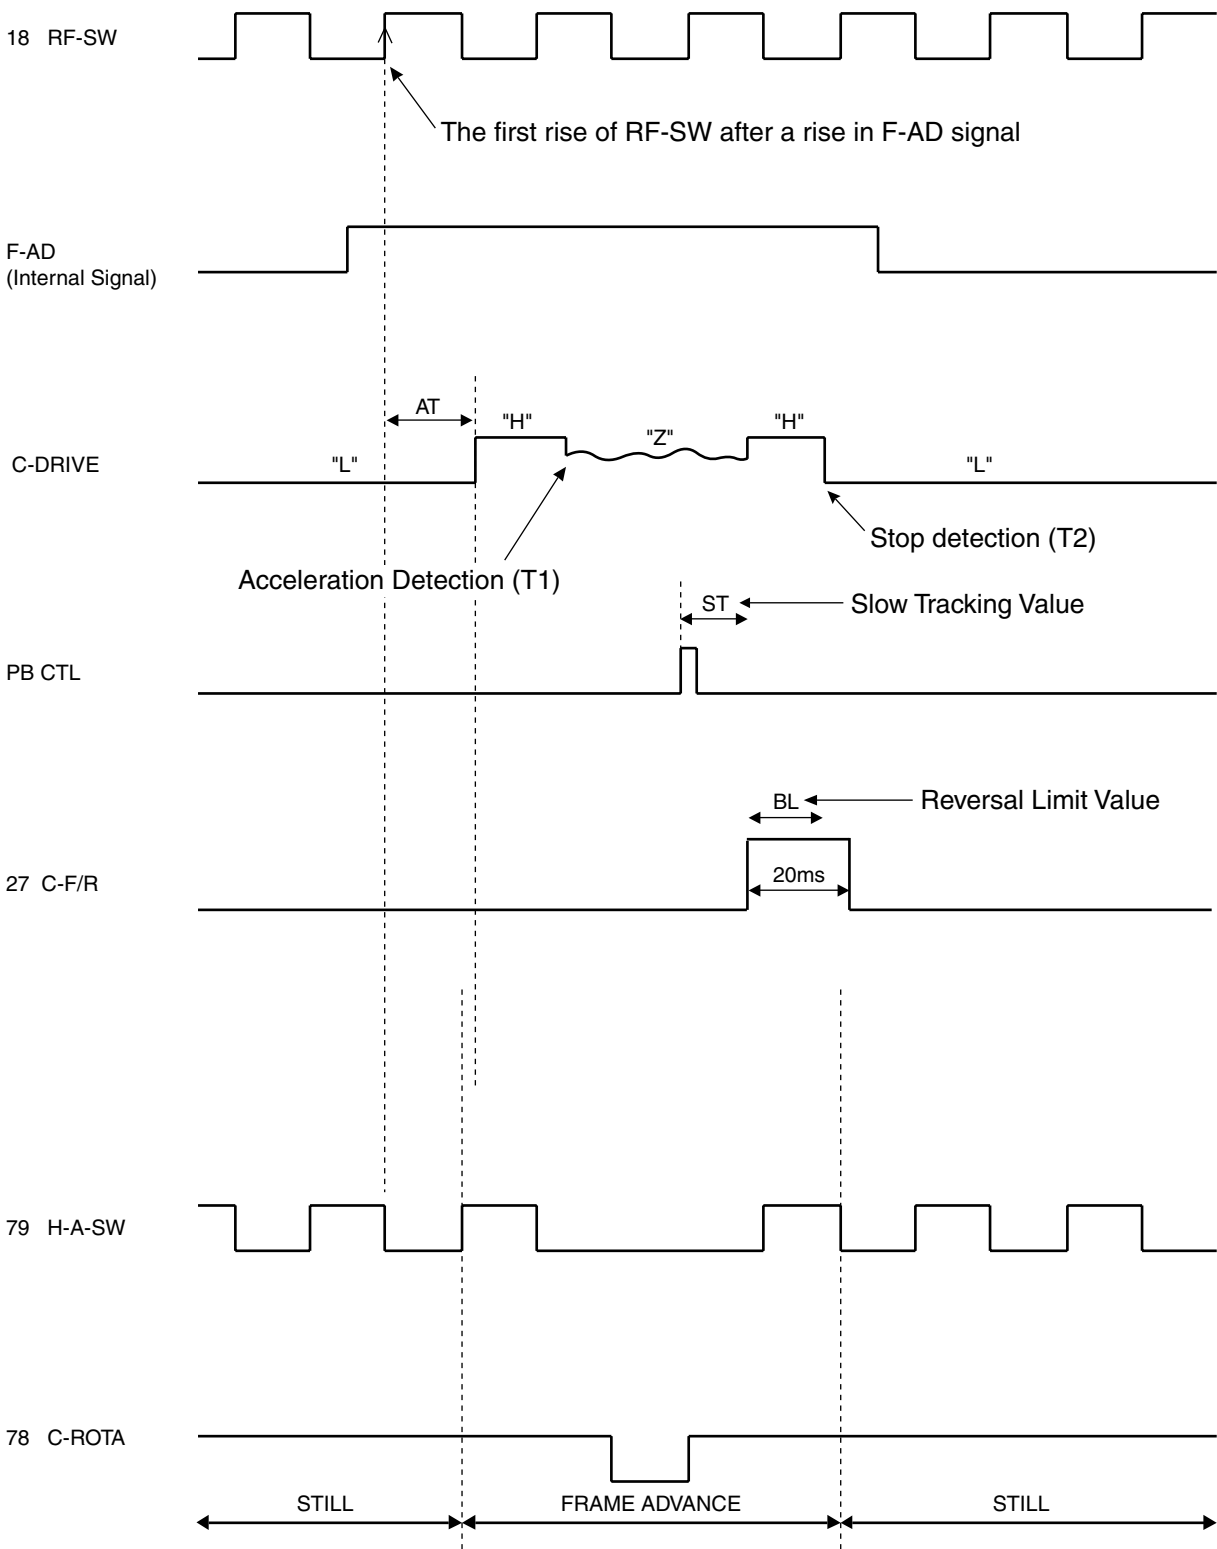 18 RF-SW
The first rise of RF-SW after a rise in F-AD signal
F-AD
(Internal Signal)
AT
"H"
"Z"
"H"
C-DRIVE
"L"
"L"
Stop detection (T2)
Acceleration Detection (T1)
ST
Slow Tracking Value
PB CTL
BL
Reversal Limit Value
27 C-F/R
20ms
79 H-A-SW
78 C-ROTA
STILL
FRAME ADVANCE
STILL